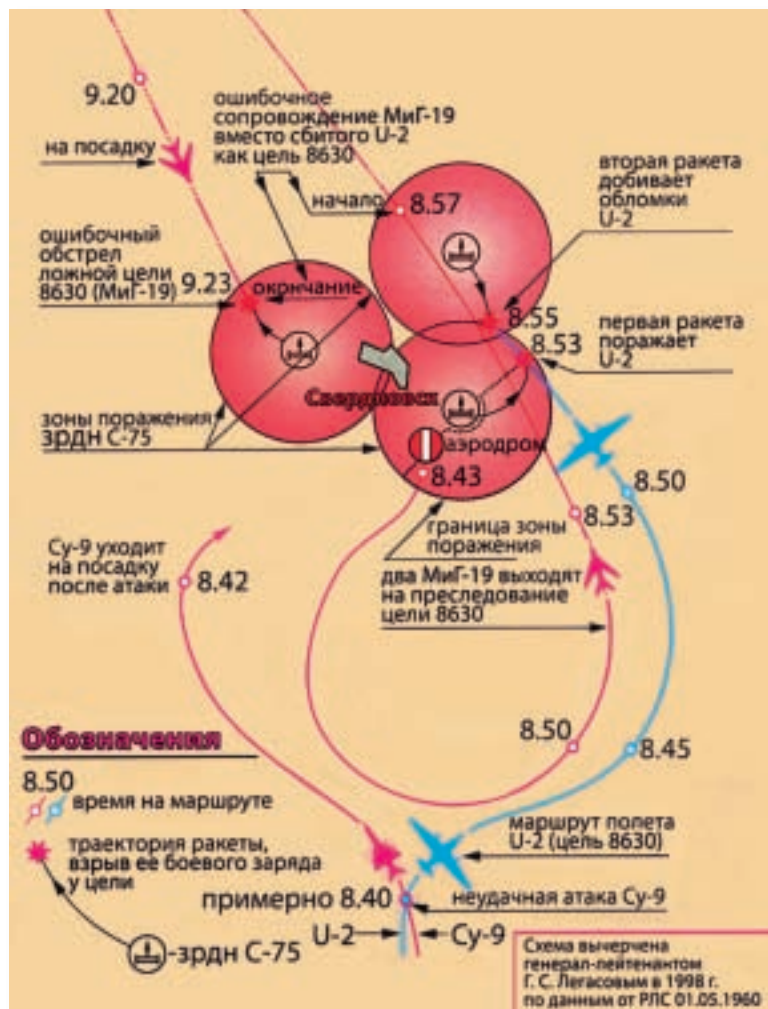 9.20
ошибочное
сопровождение МиГ-19
вместо сбитого U-2
как цель 8630
на посадку
вторая ракета
добивает
обломки
U-2
начало
8.57
ошибочный
обстрел
ложной цели
8630 (МиГ-19)
9.23
окончание
8.55
8.53
первая ракета
поражает
U-2
Свердловск
зоны поражения
ЗРДН С-75
аэродром
8.43
8.50
8.53
граница зоны
поражения
Су-9 уходит
на посадку
после атаки
8.42
два МиГ-19 выходят
на преследование
цели 8630
Обозначения
8.50
8.45
8.50
время на маршруте
траектория ракеты,
взрыв ее боевого заряда
у цели
маршрут полета
U-2 (цель 8630)
примерно 8.40
неудачная атака Су-9
U-2
Су-9
-зрдн С-75
Схема вычерчена
генерал-лейтенантом
Г. С. Легасовым в 1998 г.
по данным от РЛС 01.05.1960